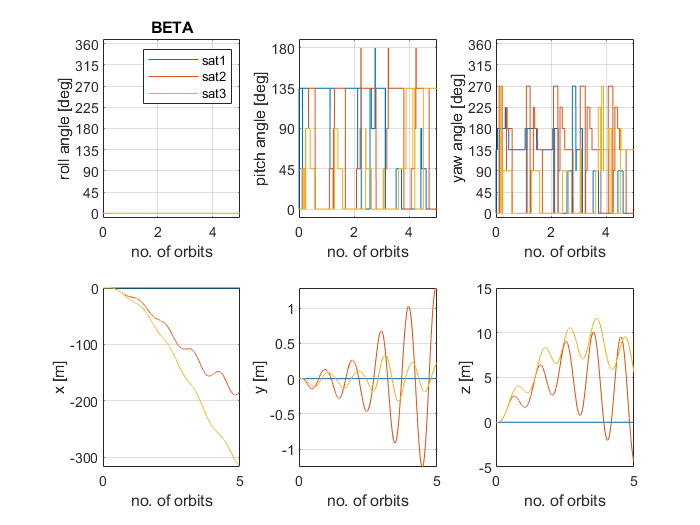 BETA
roll angle [deg]
360
315
270
225
180
135
90
45
0
sat1
sat2
sat3
0 2 4
no. of orbits
pitch angle [deg]
180
135
90
45
0
0 2 4
no. of orbits
yaw angle [deg]
360
315
270
225
180
135
90
45
0
0 2 4
no. of orbits
x [m]
0
-100
-200
-300
0 5
no. of orbits
y [m]
1
0.5
0
-0.5
-1
0 5
no. of orbits
z [m]
15
10
5
0
-5
0 5
no. of orbits